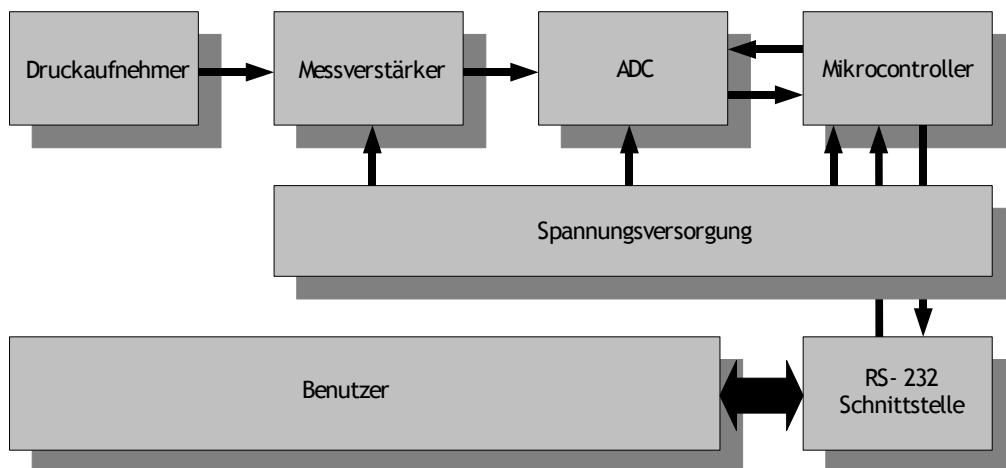 Druckaufnehmer
Messverstärker
ADC
Mikrocontroller
Spannungsversorgung
Benutzer
RS- 232
Schnittstelle